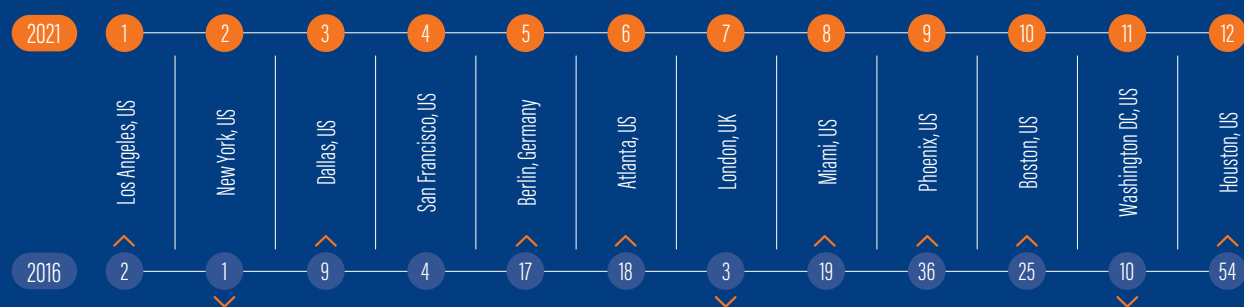 2021 1 2 3 4 5 6 7 8 9 10 11 12
Los Angeles, US
New York, US
Dallas, US
San Francisco, US
Berlin, Germany
Atlanta, US
London, UK
Miami, US
Phoenix, US
Boston, US
Washington DC, US
Houston, US
2016 2 1 9 4 17 18 3 19 36 25 10 54